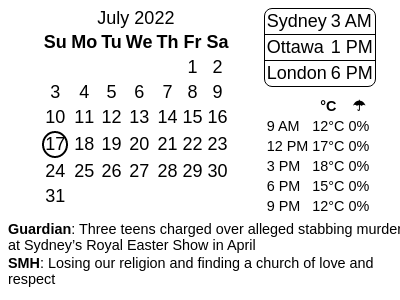 July 2022
Su Mo Tu We Th Fr Sa
1 2
3 4 5 6 7 8 9
10 11 12 13 14 15 16
17 18 19 20 21 22 23
24 25 26 27 28 29 30
31
Sydney 3 AM
Ottawa 1 PM
London 6 PM
°C ☂
9 AM 12°C 0%
12 PM 17°C 0%
3 PM 18°C 0%
6 PM 15°C 0%
9 PM 12°C 0%
Guardian: Three teens charged over alleged stabbing murder
at Sydney’s Royal Easter Show in April
SMH: Losing our religion and finding a church of love and
respect